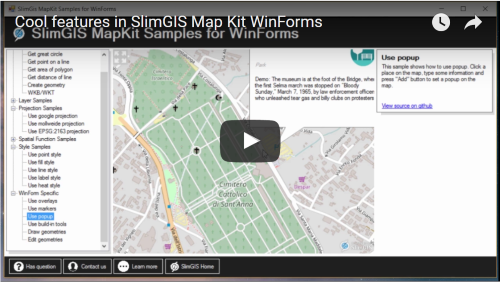 SlimGIS MapKit Samples for WinForms
Cool features in SlimGIS Map Kit WinForms
SlimGIS MapKit Samples for WinForms
Get great circle
Get point on a line
Get area of polygon
Get distance of line
Create geometry
WKB/WKT
Layer Samples
Projection Samples
Use google projection
Use mollweide projection
Use EPSG:2163 projection
Spatial Function Samples
Style Samples
Use point style
Use fill style
Use line style
Use label style
Use heat style
WinForm Specific
Use overlays
Use markers
Use popup
Use build-in tools
Draw geometries
Edit geometries
Demo: The museum is at the foot of the Bridge, whe
the first Selma march was stopped on "Bloody
Sunday," March 7, 1965, by law enforcement officer
who unleashed tear gas and billy clubs on protesters
Cimitero
Cattolico
di Sant'Anna
Use popup
This sample shows how to use popup. Click a
place on the map, type some information and
press "Add" button to set a popup on the
map.
View source on github
Has question
Contact us
Learn more
SlimGIS Home